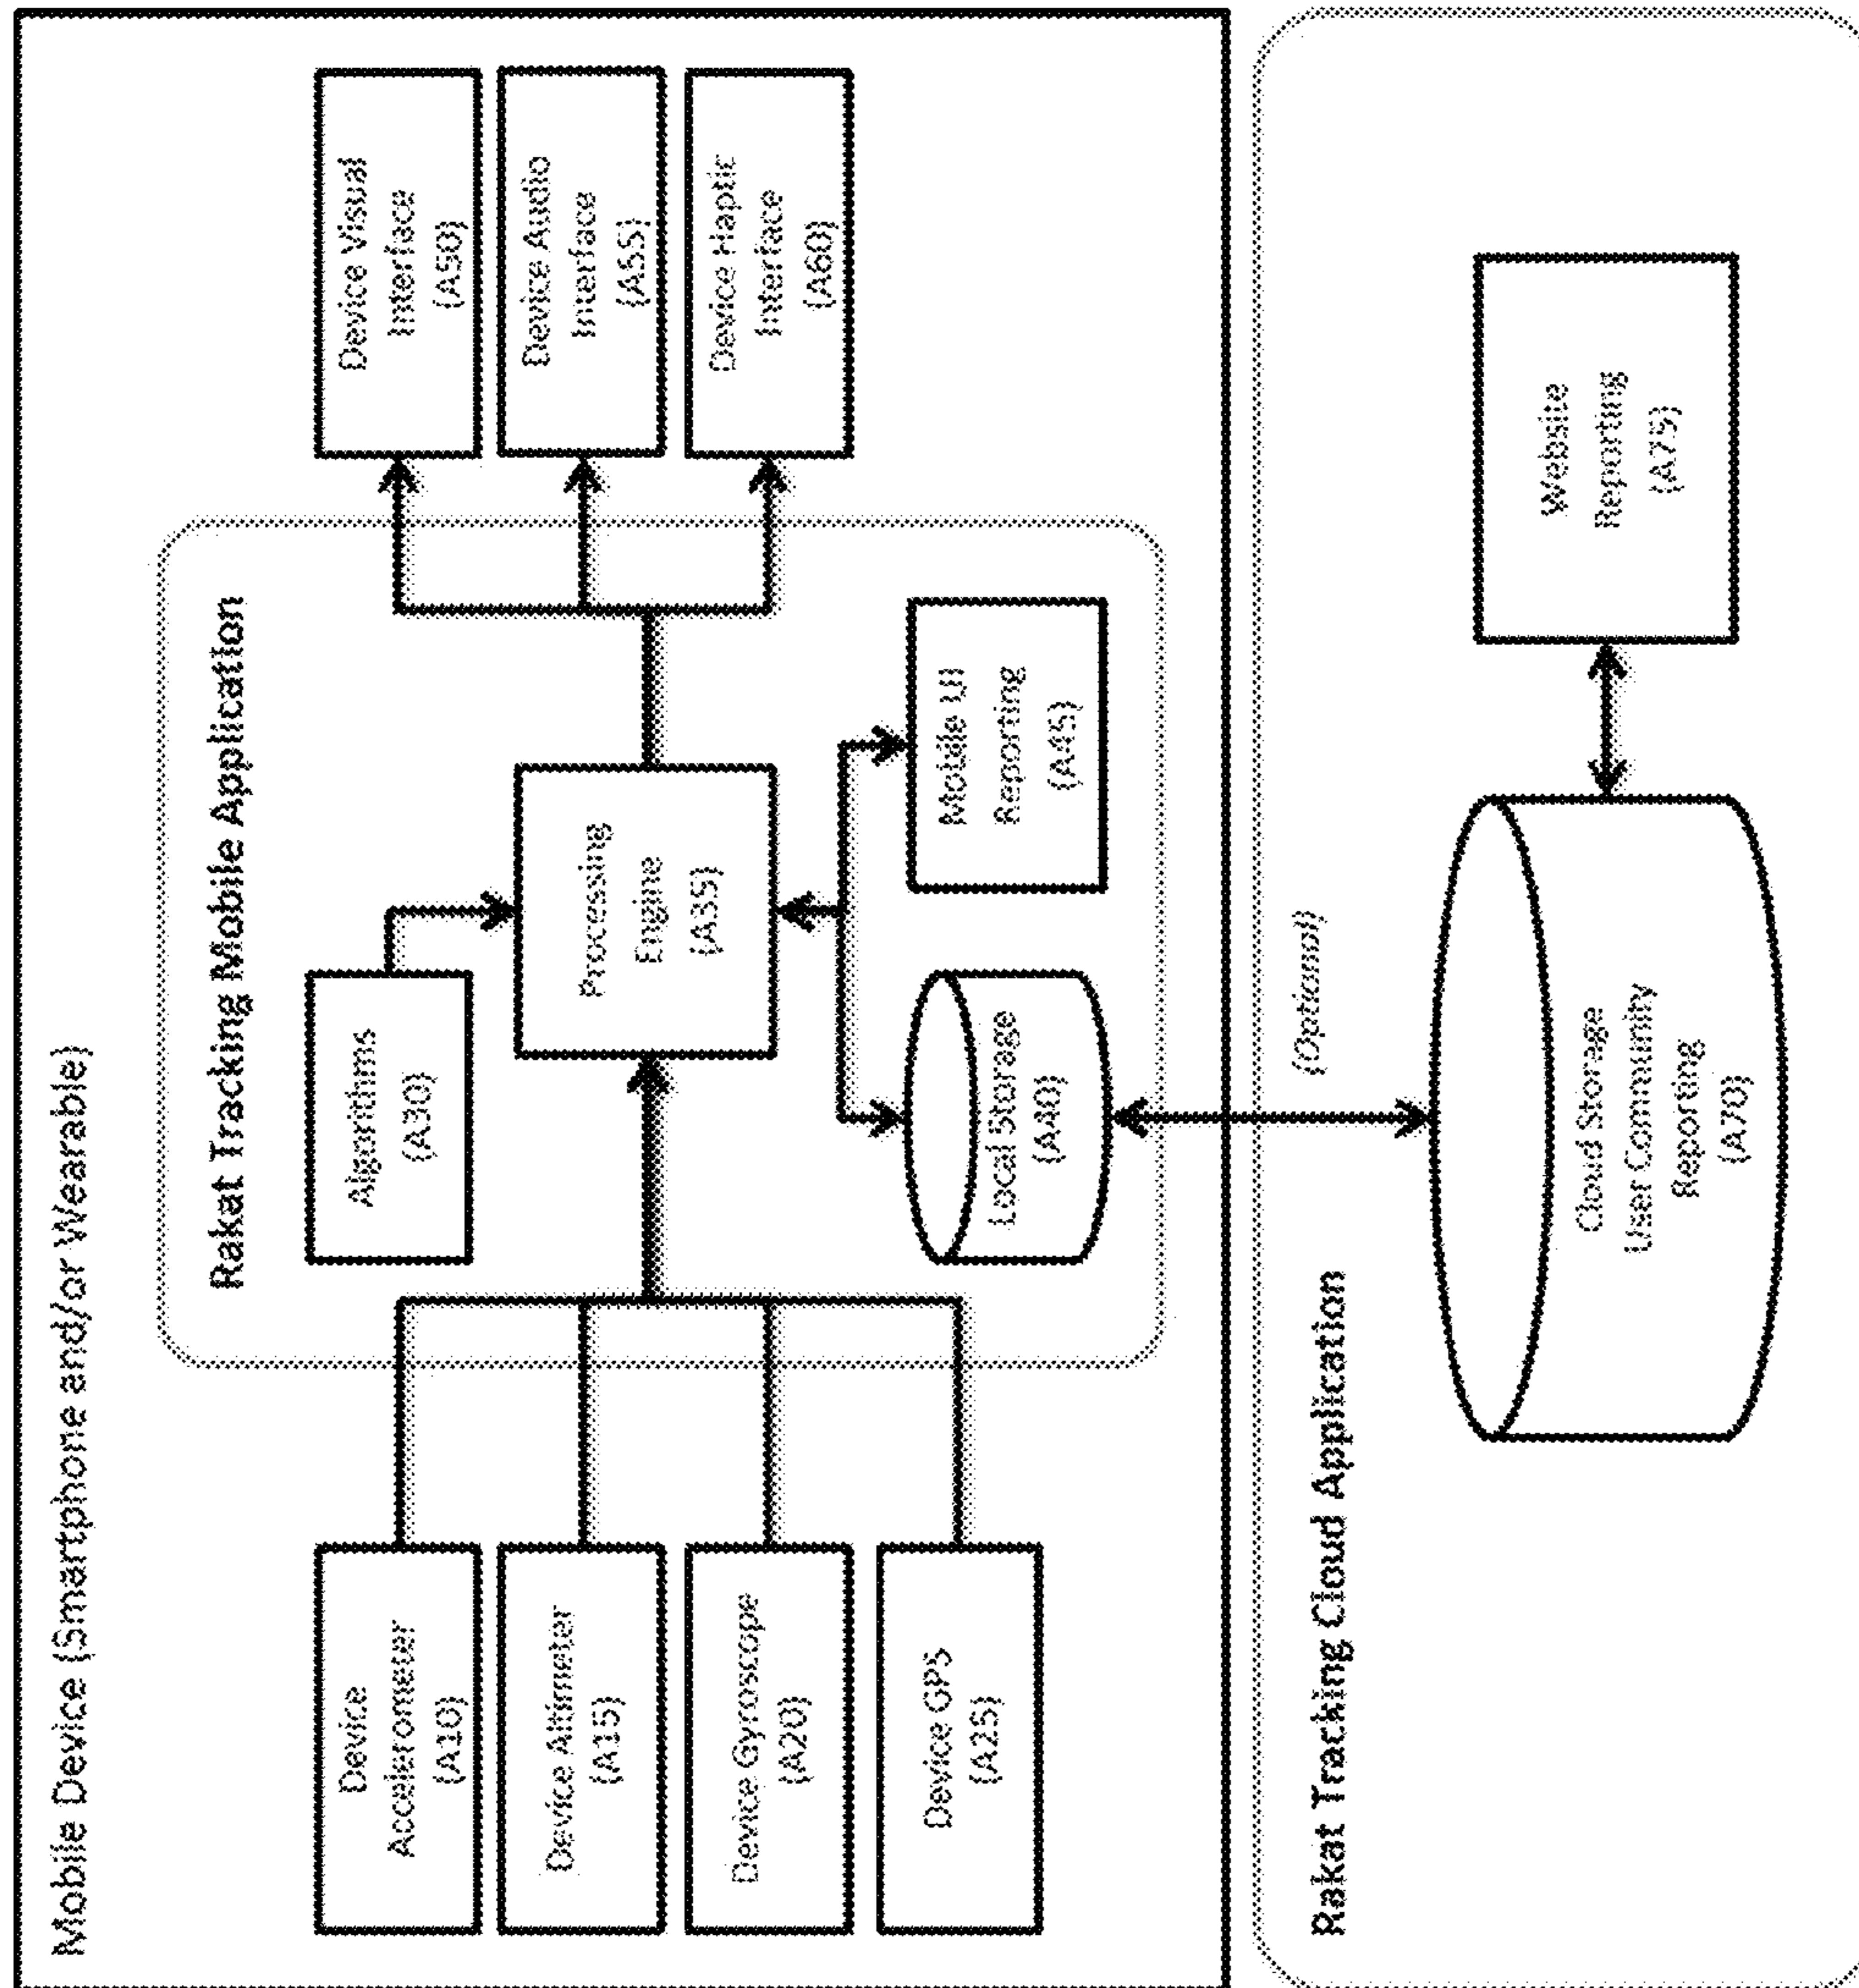 Mobile Device (Smartphone and/or Wearable)
Device
Accelerometer
(A10)
Device Altimeter
(A15)
Device Gyroscope
(A20)
Device GPS
(A25)
Rakat Tracking Mobile Application
Algorithms
(A30)
Processing
Engine
(A35)
Local Storage
(A40)
Mobile UI
Reporting
(A45)
Device Visual
Interface
(A50)
Device Audio
Interface
(A55)
Device Haptic
Interface
(A60)
(Optional)
Rakat Tracking Cloud Application
Cloud Storage
User Community
Reporting
(A70)
Website
Reporting
(A75)